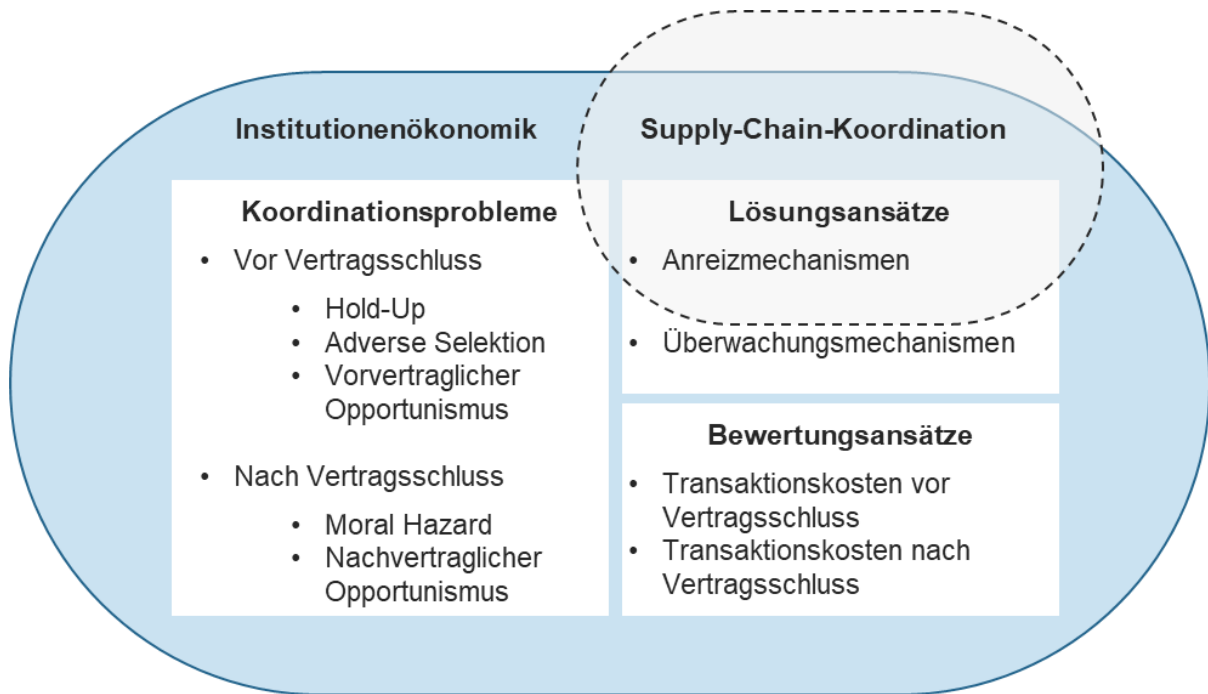 Institutionenökonomik
Supply-Chain-Koordination
Koordinationsprobleme
• Vor Vertragsschluss
• Hold-Up
• Adverse Selektion
• Vorvertraglicher
Opportunismus
• Nach Vertragsschluss
• Moral Hazard
• Nachvertraglicher
Opportunismus
Lösungsansätze
• Anreizmechanismen
• Überwachungsmechanismen
Bewertungsansätze
• Transaktionskosten vor
Vertragsschluss
• Transaktionskosten nach
Vertragsschluss